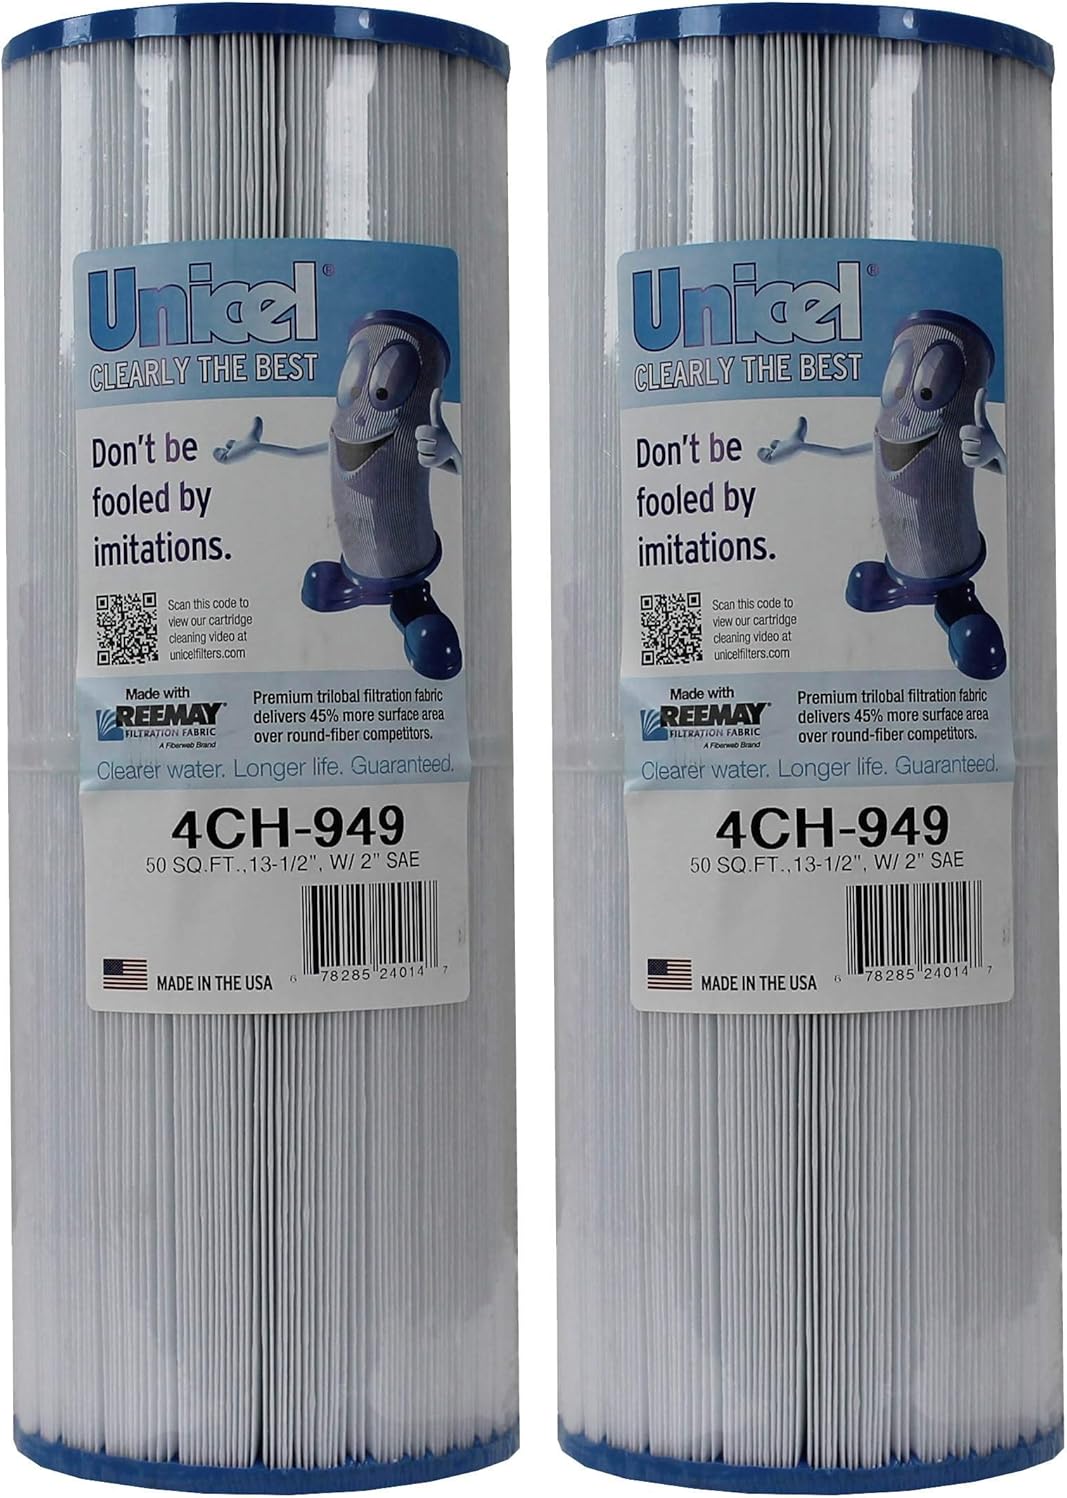 Unicel®
CLEARLY THE BEST
Don't be
fooled by
imitations.
Scan this code to
view our cartridge
cleaning video at
unicelfilters.com
Made with
REEMAY®
FILTRATION FABRIC
A Fiberweb Brand
Premium trilobal filtration fabric
delivers 45% more surface area
over round-fiber competitors.
Clearer water. Longer life. Guaranteed.
4CH-949
50 SQ.FT.,13-1/2", W/ 2" SAE
MADE IN THE USA
6 78285 24014 7
Unicel®
CLEARLY THE BEST
Don't be
fooled by
imitations.
Scan this code to
view our cartridge
cleaning video at
unicelfilters.com
Made with
REEMAY®
FILTRATION FABRIC
A Fiberweb Brand
Premium trilobal filtration fabric
delivers 45% more surface area
over round-fiber competitors.
Clearer water. Longer life. Guaranteed.
4CH-949
50 SQ.FT.,13-1/2", W/ 2" SAE
MADE IN THE USA
6 78285 24014 7